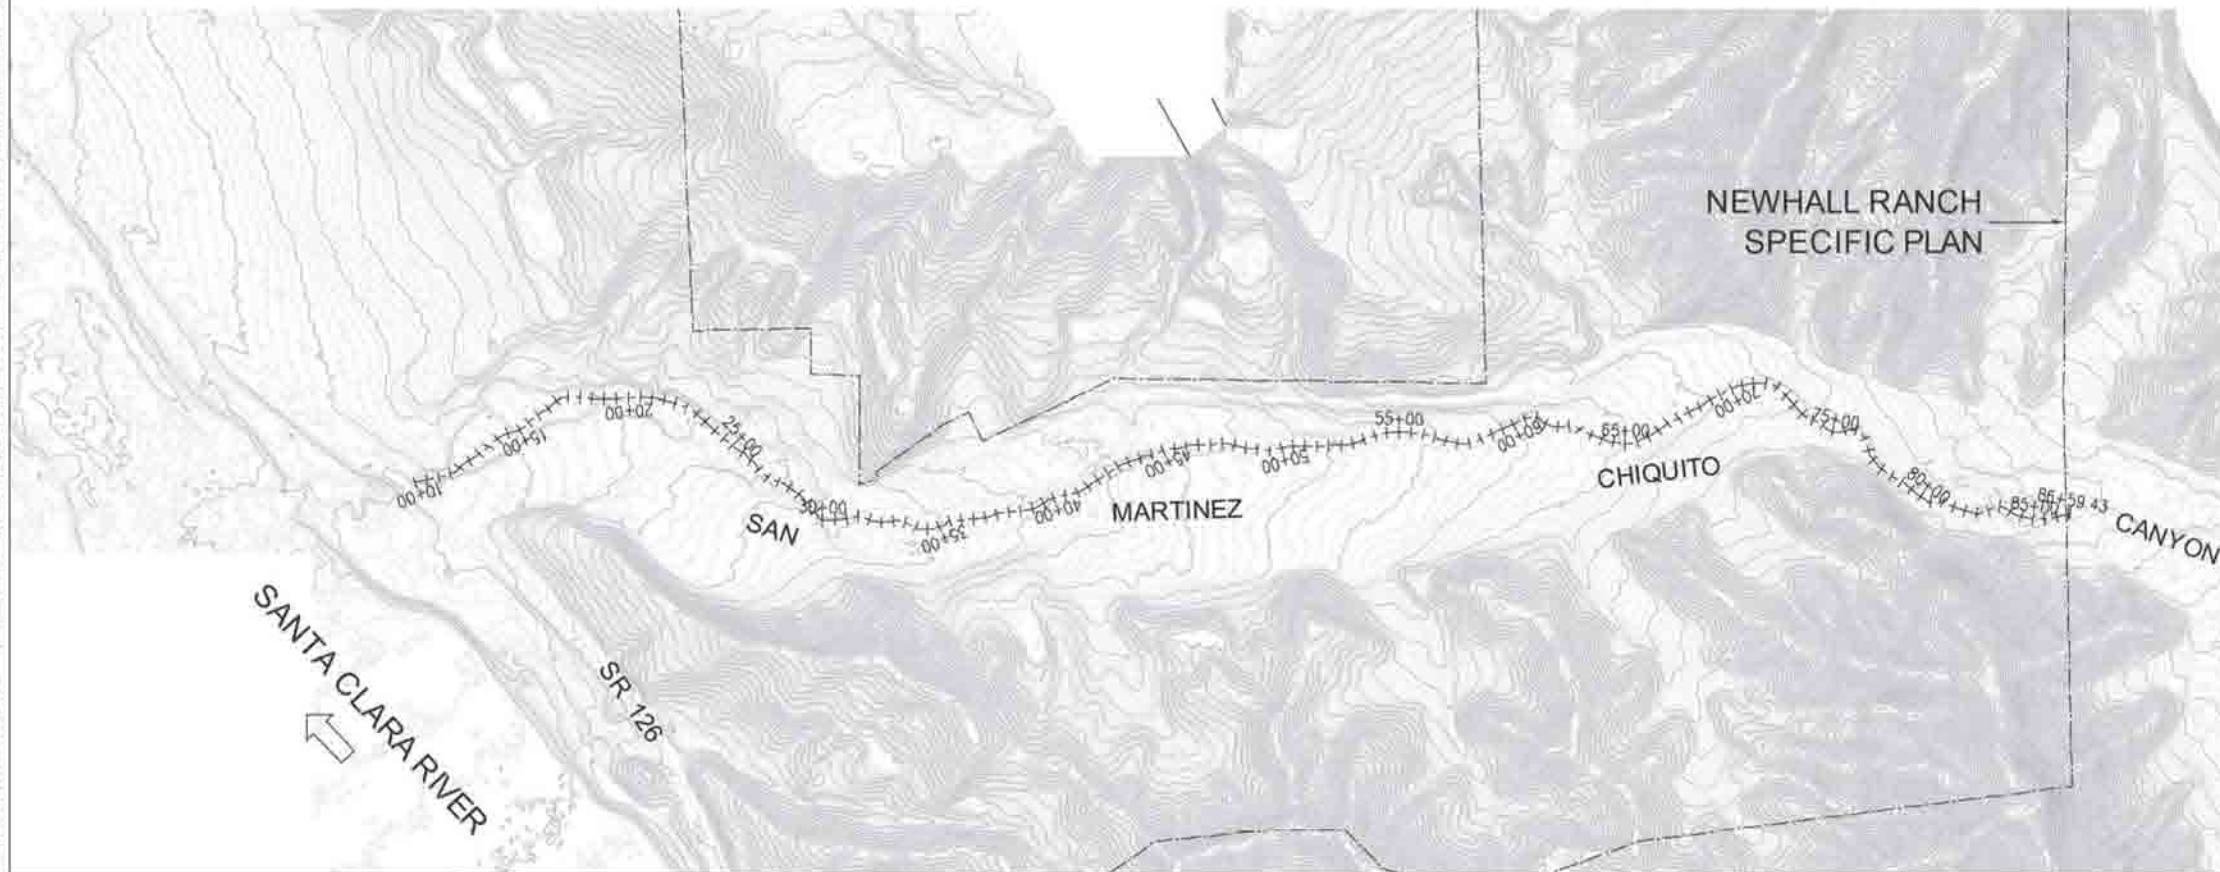 NEWHALL RANCH
SPECIFIC PLAN
10+00
15+00
20+00
25+00
30+00
35+00
40+00
45+00
50+00
55+00
60+00
65+00
70+00
75+00
80+00
85+00
86+59.43
SAN
MARTINEZ
CHIQUITO
CANYON
SANTA CLARA RIVER
SR 126